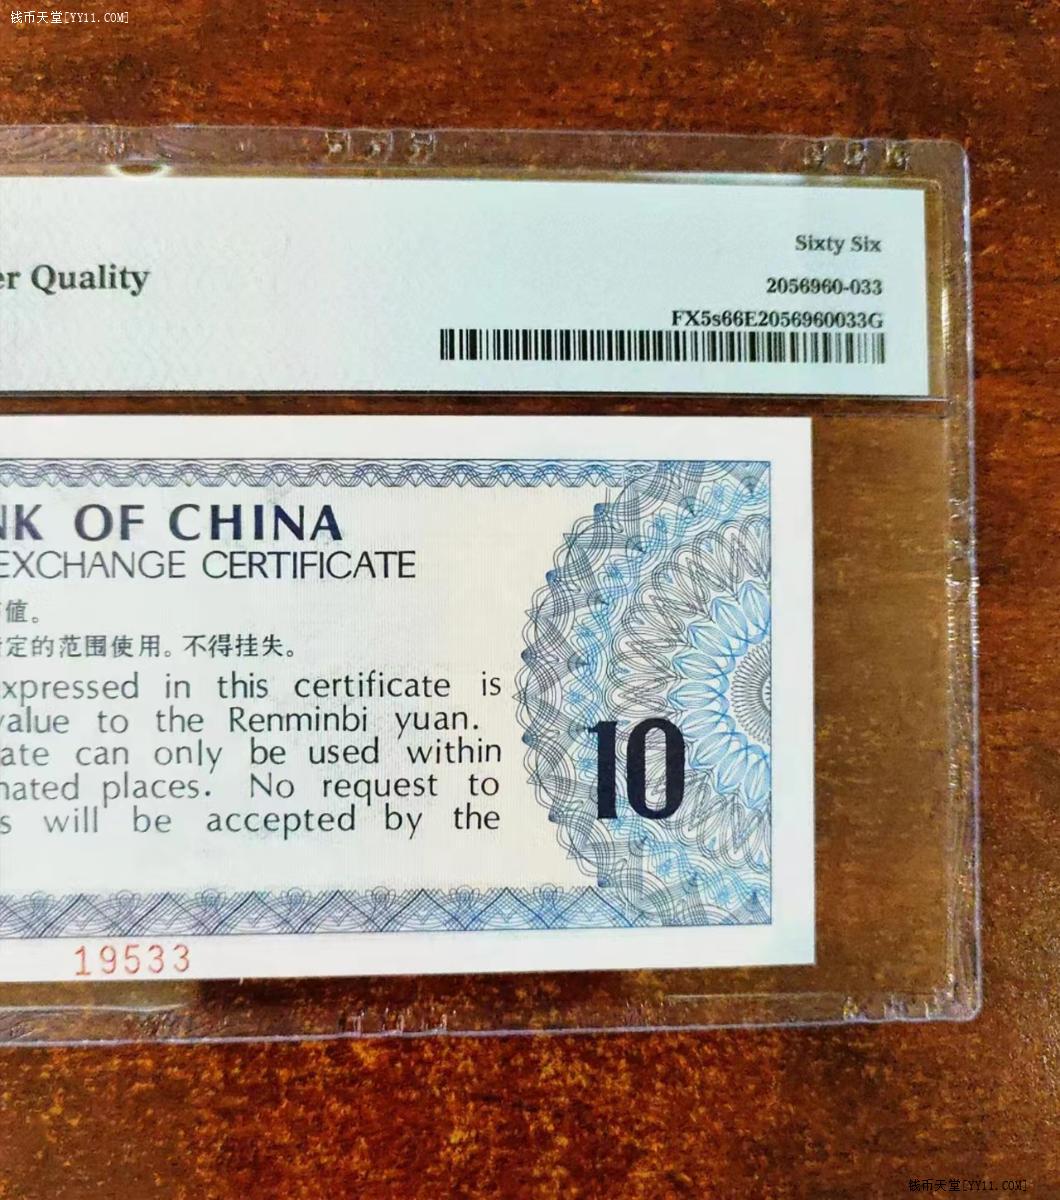 钱币天堂[YY11.COM]
Sixty Six
er Quality
2056960-033
FX5s66E2056960033G
NK OF CHINA
EXCHANGE CERTIFICATE
值。
定的范围使用。不得挂失。
xpressed in this certificate is
value to the Renminbi yuan.
ate can only be used within
nated places. No request to
s will be accepted by the
10
19533
钱币天堂[YY11.COM]